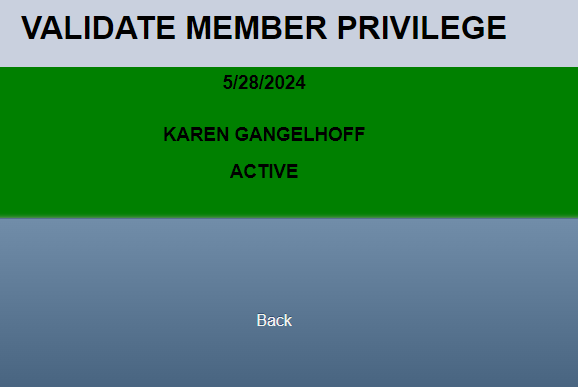 VALIDATE MEMBER PRIVILEGE
5/28/2024
KAREN GANGELHOFF
ACTIVE
Back